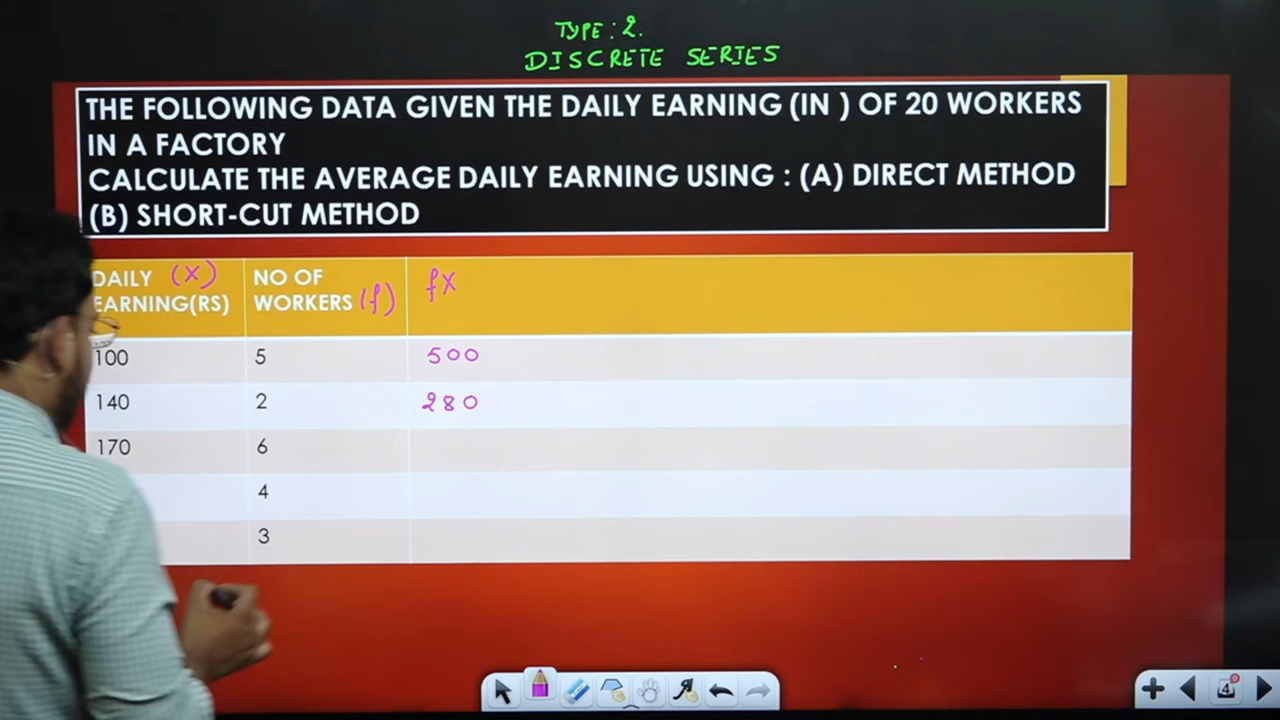 TYPE : 2.
DISCRETE SERIES
THE FOLLOWING DATA GIVEN THE DAILY EARNING (IN ) OF 20 WORKERS
IN A FACTORY
CALCULATE THE AVERAGE DAILY EARNING USING : (A) DIRECT METHOD
(B) SHORT-CUT METHOD
DAILY (X) EARNING(RS)
NO OF WORKERS (f)
fX
100 5 500
140 2 280
170 6
4
3
4